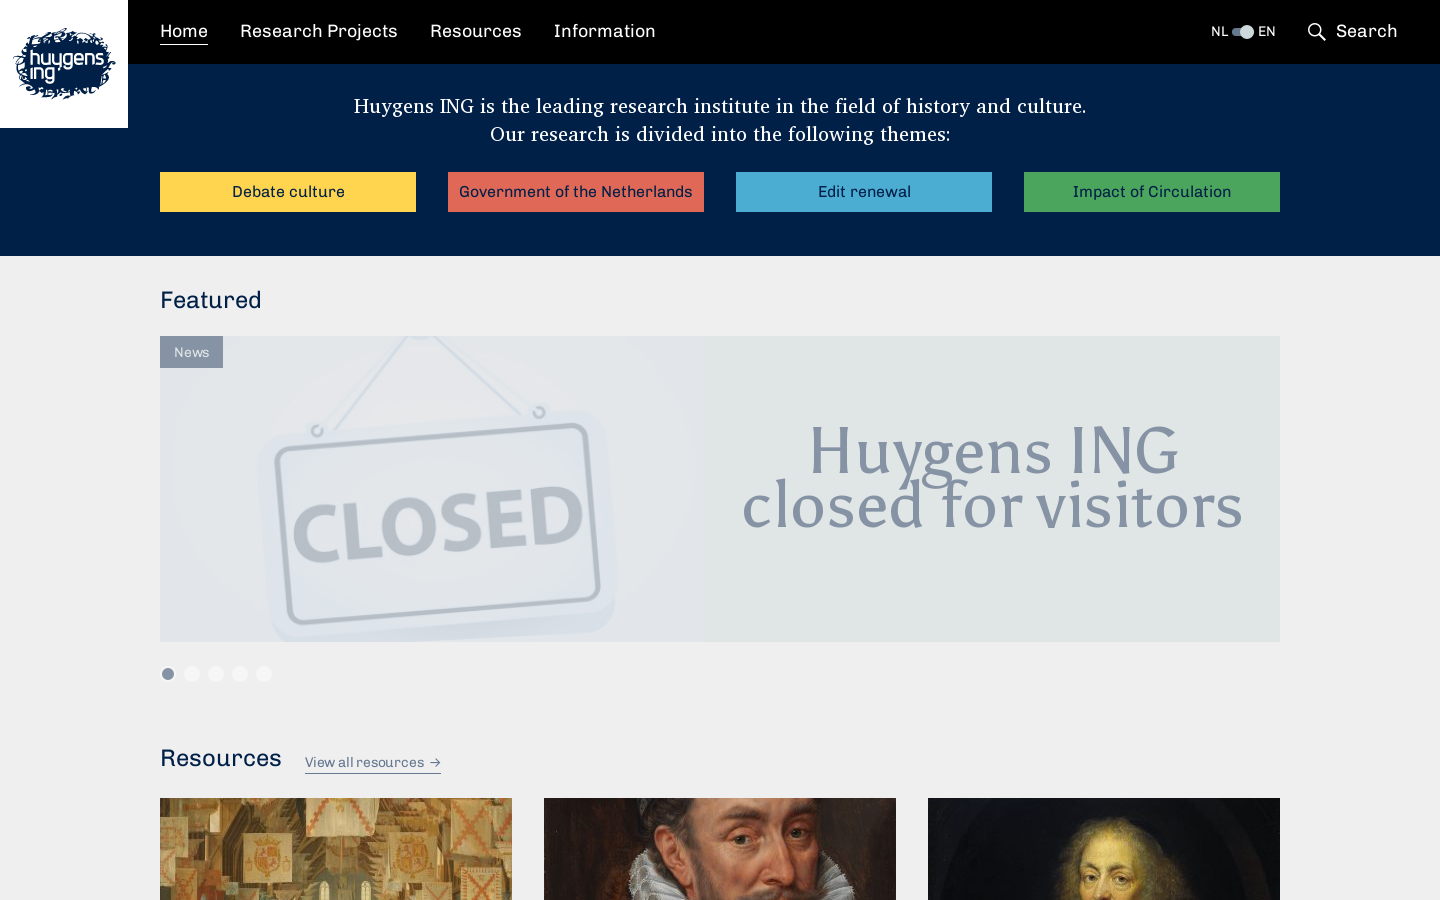 huygens
ing
Home
Research Projects
Resources
Information
NL
EN
Search
Huygens ING is the leading research institute in the field of history and culture.
Our research is divided into the following themes:
Debate culture
Government of the Netherlands
Edit renewal
Impact of Circulation
Featured
News
CLOSED
Huygens ING
closed for visitors
Resources
View all resources →